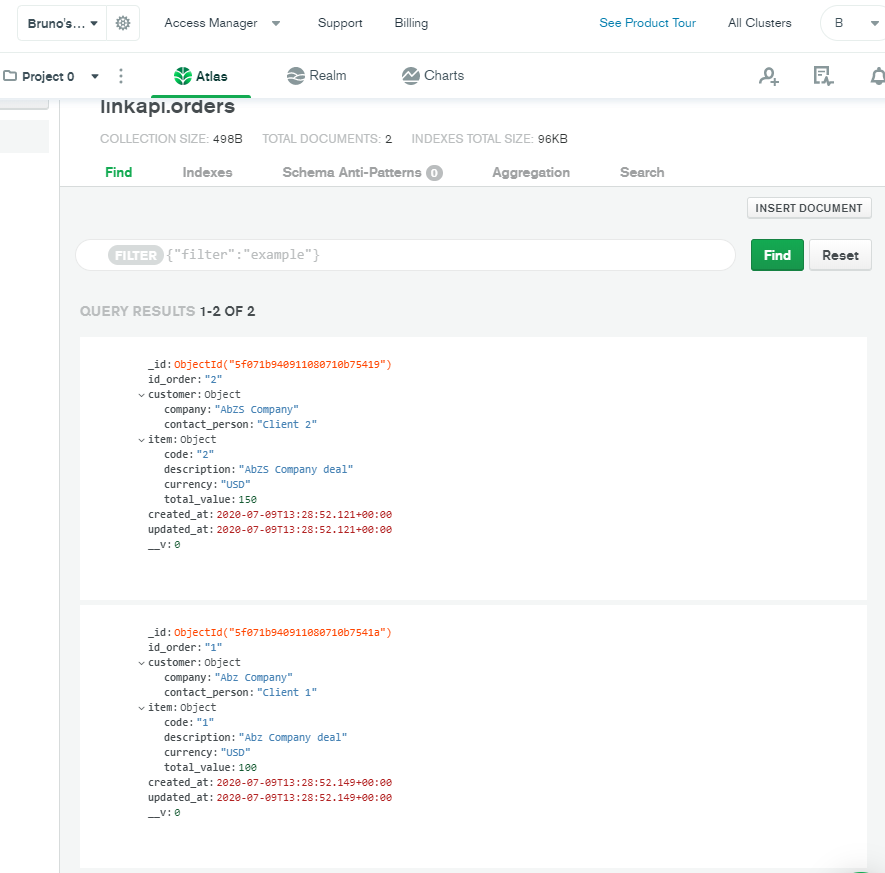 Bruno's... Access Manager Support Billing See Product Tour All Clusters B
Project 0 Atlas Realm Charts
linkapi.orders
COLLECTION SIZE: 498B TOTAL DOCUMENTS: 2 INDEXES TOTAL SIZE: 96KB
Find Indexes Schema Anti-Patterns 0 Aggregation Search
INSERT DOCUMENT
FILTER {"filter":"example"} Find Reset
QUERY RESULTS 1-2 OF 2
_id: ObjectId("5f071b940911080710b75419")
id_order: "2"
customer: Object
company: "AbZS Company"
contact_person: "Client 2"
item: Object
code: "2"
description: "AbZS Company deal"
currency: "USD"
total_value: 150
created_at: 2020-07-09T13:28:52.121+00:00
updated_at: 2020-07-09T13:28:52.121+00:00
__v: 0
_id: ObjectId("5f071b940911080710b7541a")
id_order: "1"
customer: Object
company: "Abz Company"
contact_person: "Client 1"
item: Object
code: "1"
description: "Abz Company deal"
currency: "USD"
total_value: 100
created_at: 2020-07-09T13:28:52.149+00:00
updated_at: 2020-07-09T13:28:52.149+00:00
__v: 0